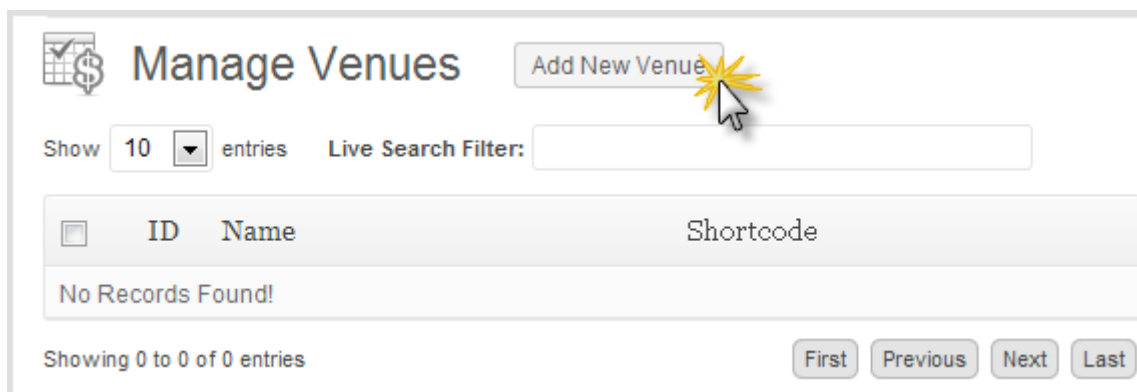 Manage Venues Add New Venue
Show 10 entries Live Search Filter:
ID Name Shortcode
No Records Found!
Showing 0 to 0 of 0 entries First Previous Next Last